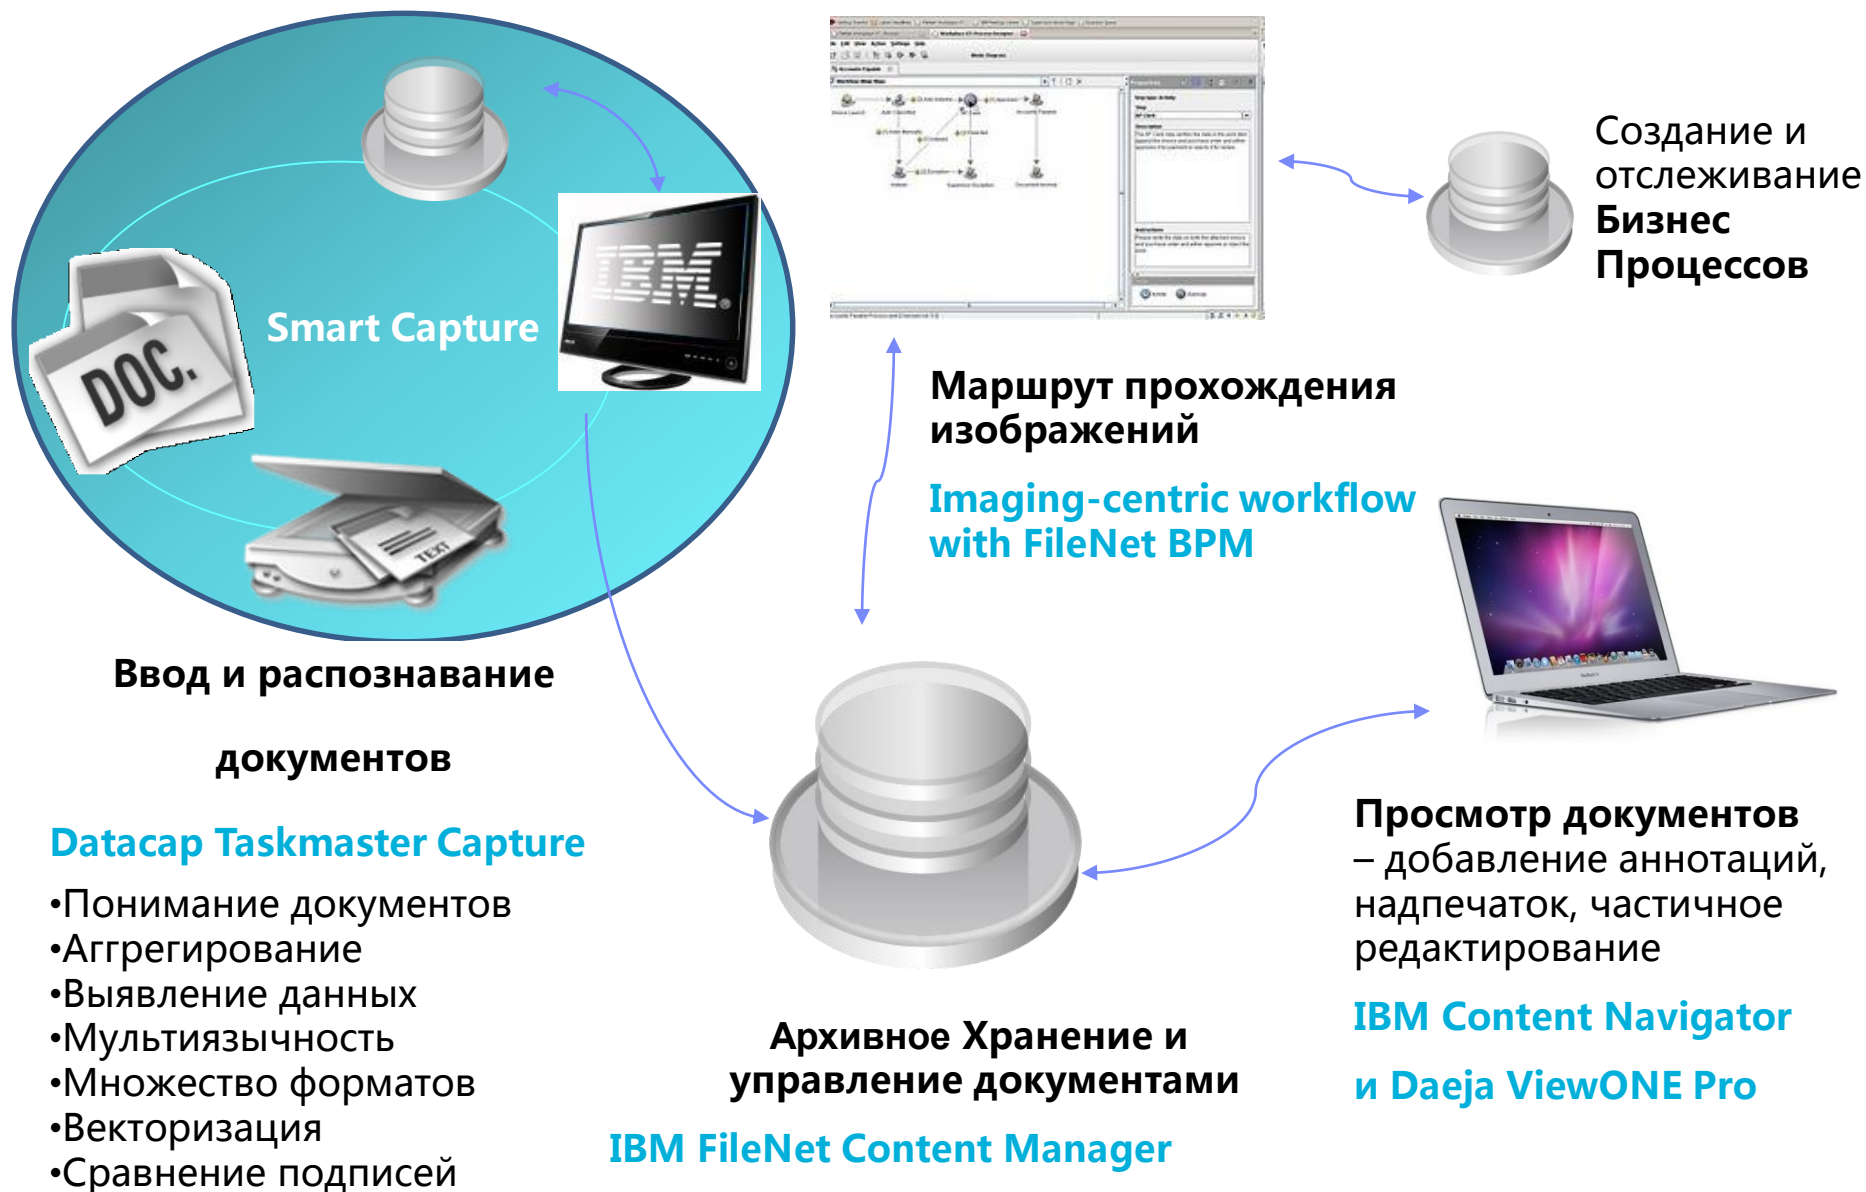 Smart Capture
IBM
DOC.
TEXT
Ввод и распознавание
документов
Datacap Taskmaster Capture
•Понимание документов
•Аггрегирование
•Выявление данных
•Мультиязычность
•Множество форматов
•Векторизация
•Сравнение подписей
Создание и
отслеживание
Бизнес
Процессов
Маршрут прохождения
изображений
Imaging-centric workflow
with FileNet BPM
Архивное Хранение и
управление документами
IBM FileNet Content Manager
Просмотр документов
– добавление аннотаций,
надпечаток, частичное
редактирование
IBM Content Navigator
и Daeja ViewONE Pro